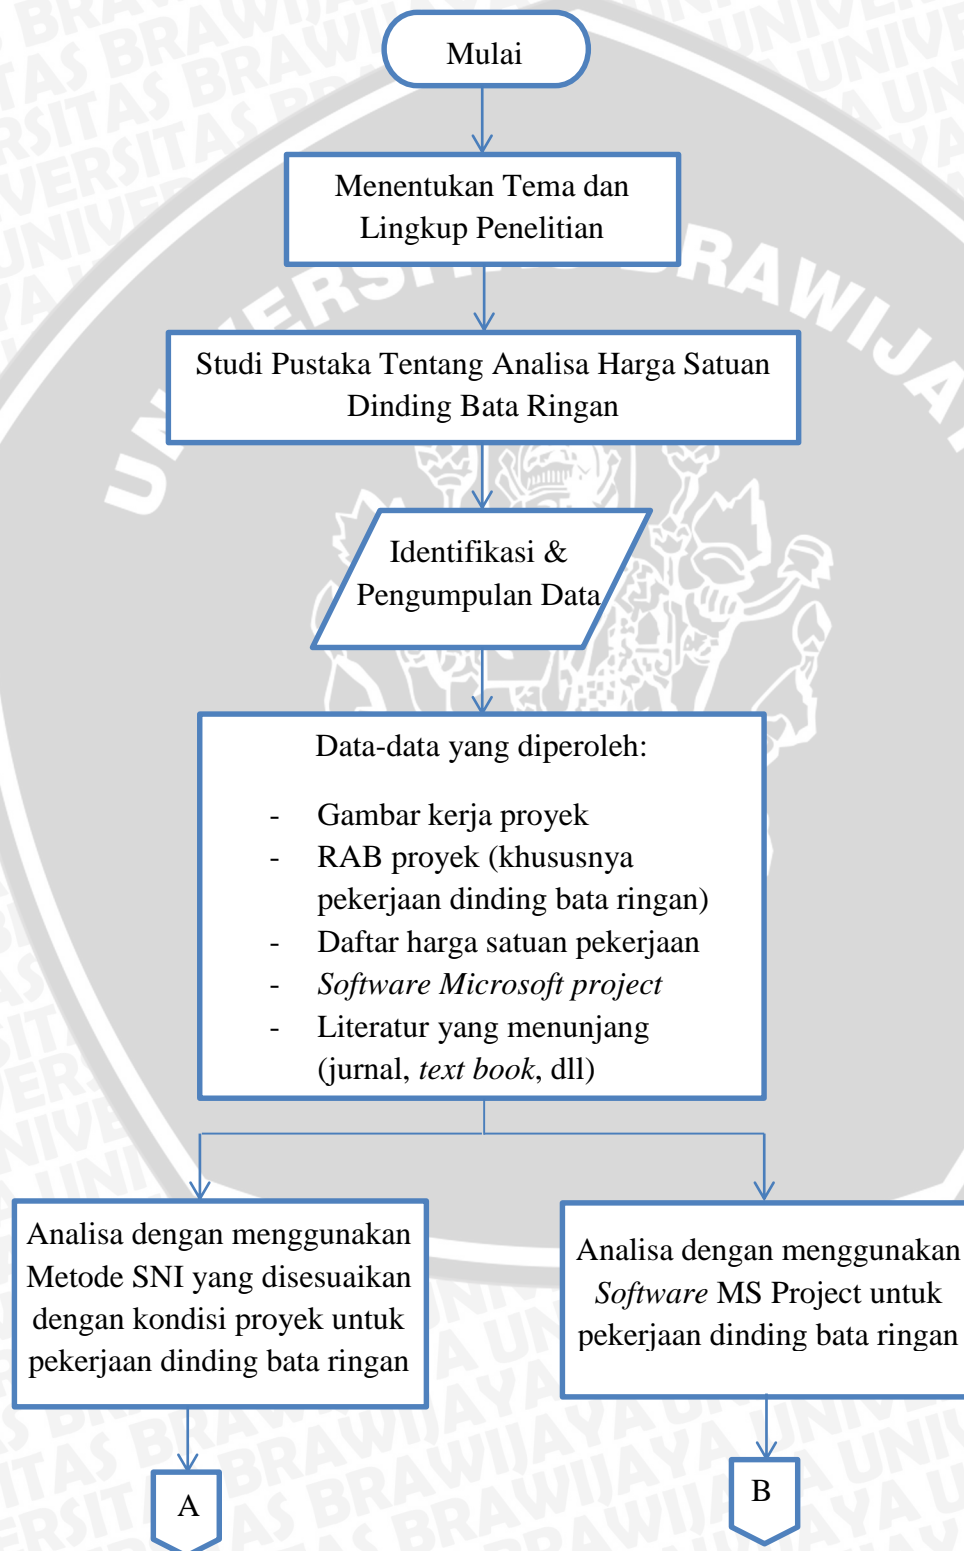 Mulai
Menentukan Tema dan
Lingkup Penelitian
UNIVERSITAS BRAWIJAYA
Studi Pustaka Tentang Analisa Harga Satuan
Dinding Bata Ringan
Identifikasi &
Pengumpulan Data
Data-data yang diperoleh:
- Gambar kerja proyek
- RAB proyek (khususnya
pekerjaan dinding bata ringan)
- Daftar harga satuan pekerjaan
- Software Microsoft project
- Literatur yang menunjang
(jurnal, text book, dll)
Analisa dengan menggunakan
Metode SNI yang disesuaikan
dengan kondisi proyek untuk
pekerjaan dinding bata ringan
Analisa dengan menggunakan
Software MS Project untuk
pekerjaan dinding bata ringan
A
B